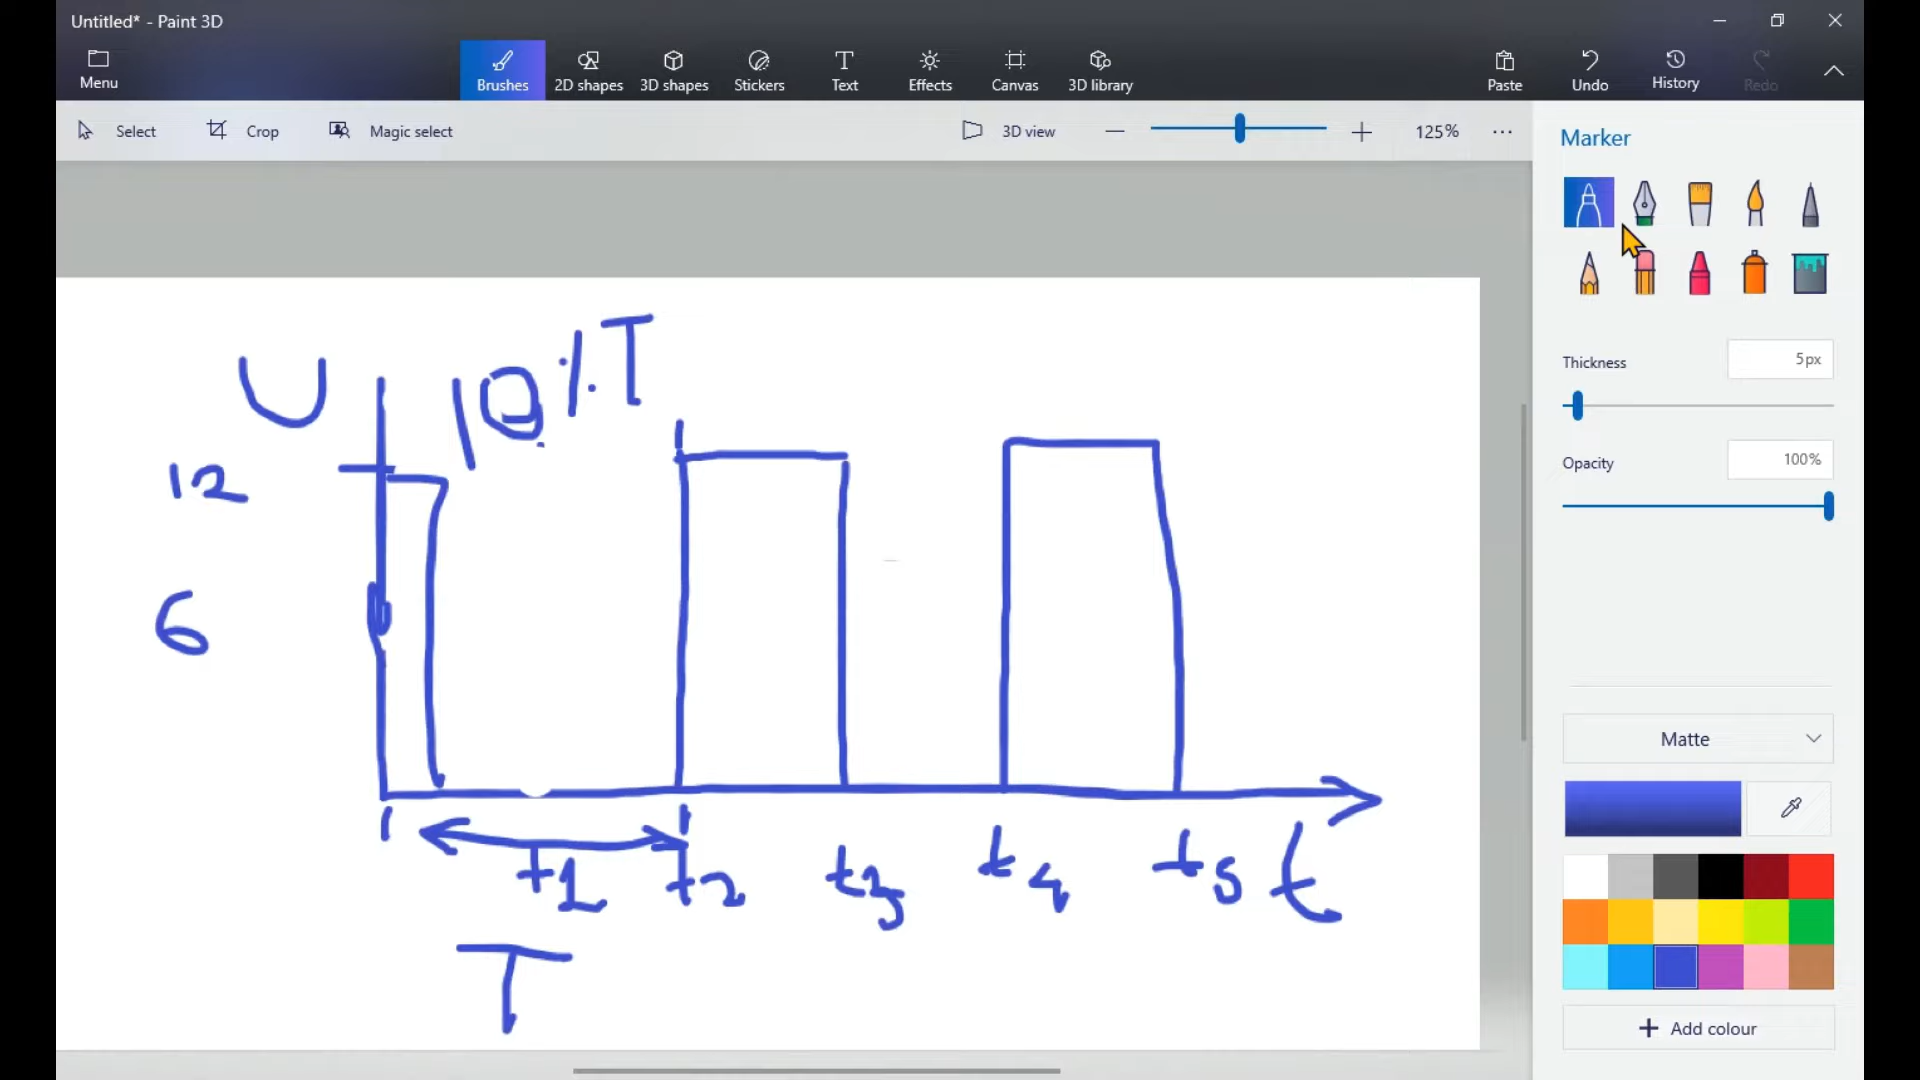 Untitled* - Paint 3D
Menu
Brushes
2D shapes
3D shapes
Stickers
Text
Effects
Canvas
3D library
Paste
Undo
History
Redo
Select
Crop
Magic select
3D view
125%
Marker
Thickness
5px
Opacity
100%
Matte
Add colour
U
10%T
12
6
t1
t2
t3
t4
t5
t
T